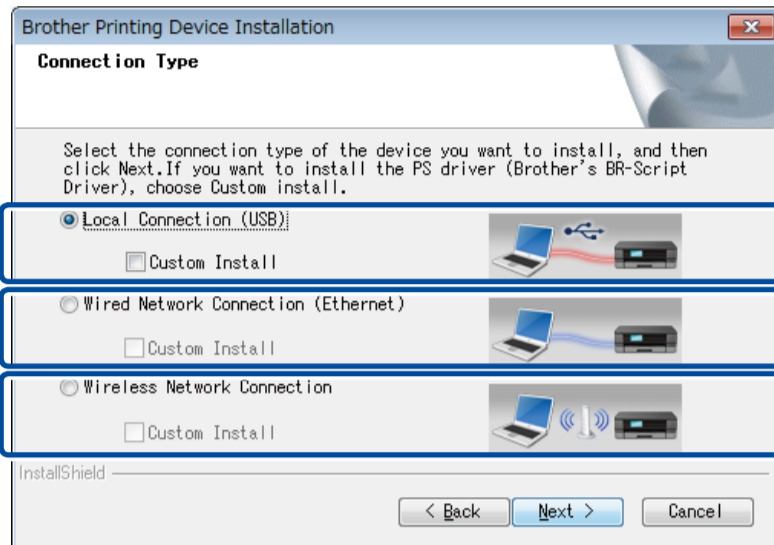 Brother Printing Device Installation
Connection Type
Select the connection type of the device you want to install, and then
click Next.If you want to install the PS driver (Brother's BR-Script
Driver), choose Custom install.
Local Connection (USB)
Custom Install
Wired Network Connection (Ethernet)
Custom Install
Wireless Network Connection
Custom Install
InstallShield
< Back Next > Cancel